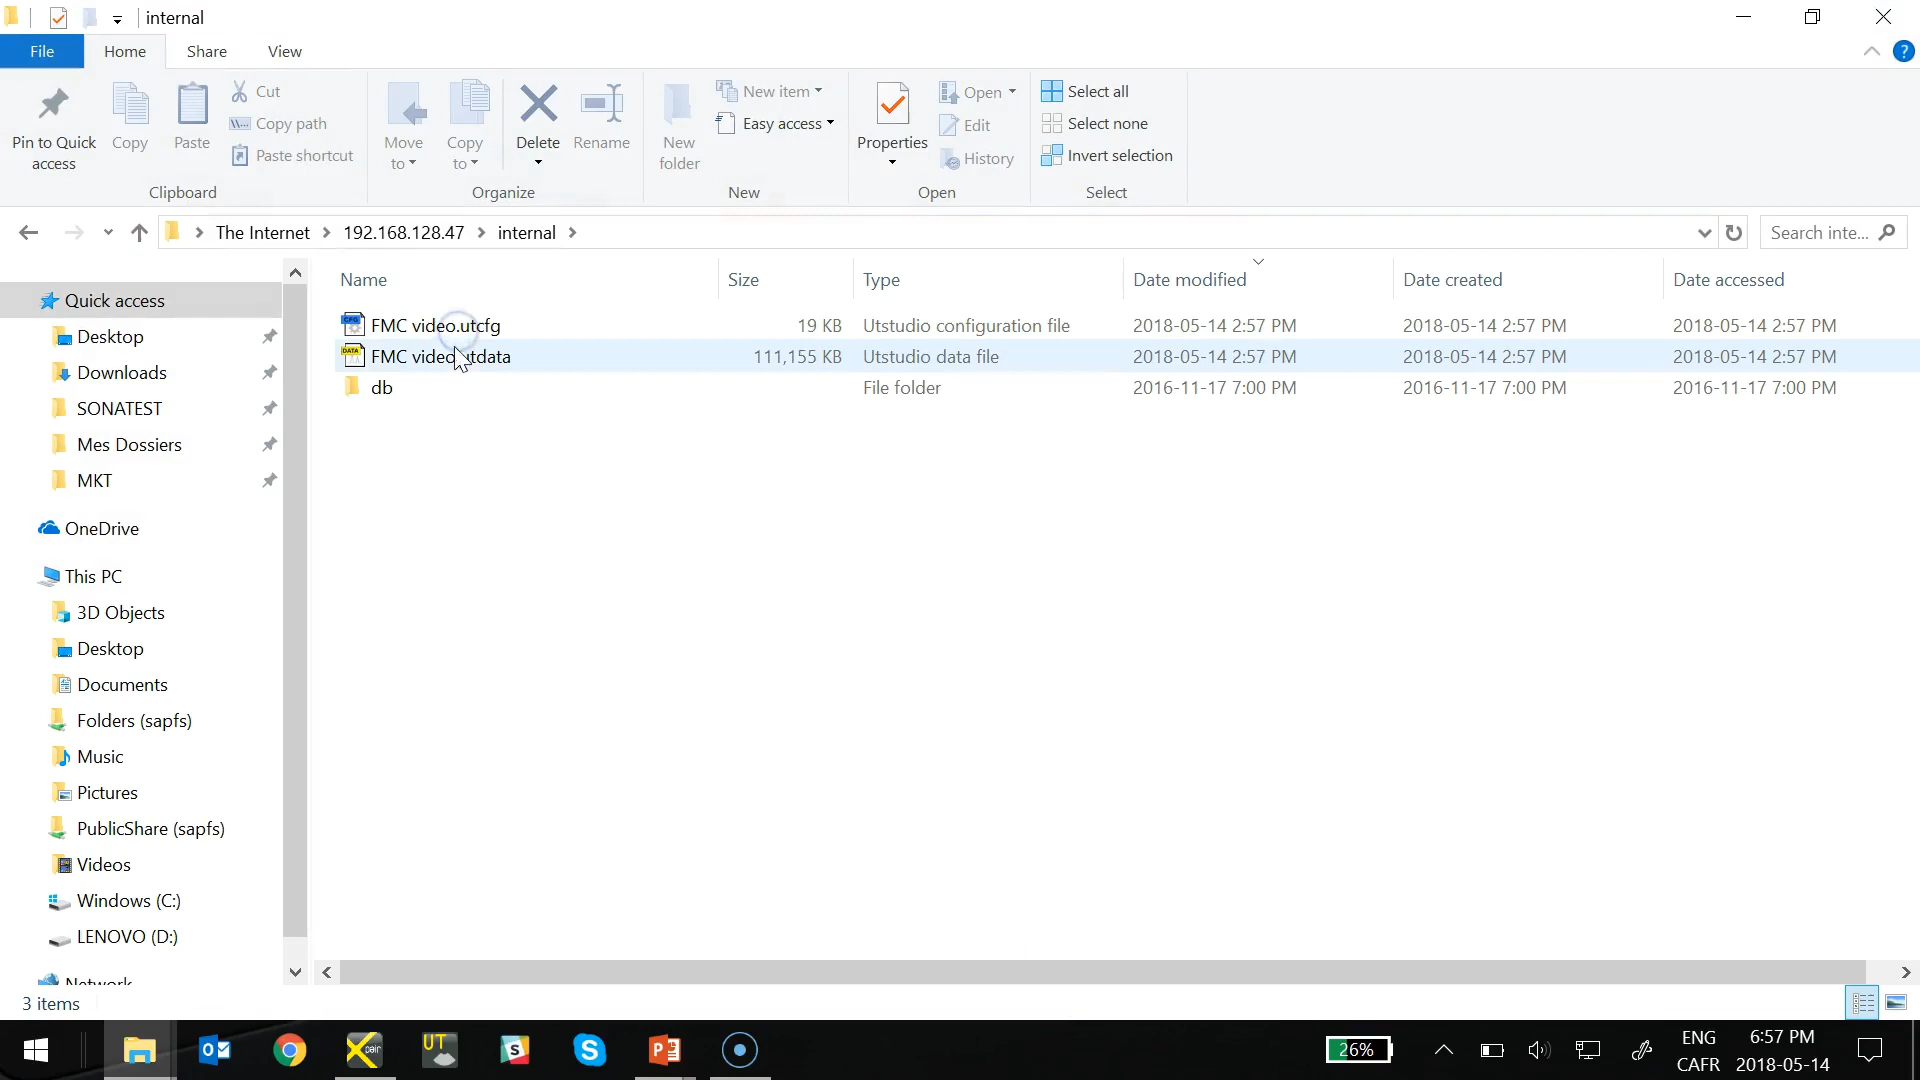 internal
File Home Share View
Pin to Quick access
Copy
Paste
Cut
Copy path
Paste shortcut
Clipboard
Move to
Copy to
Delete
Rename
Organize
New folder
New item
Easy access
New
Properties
Open
Edit
History
Open
Select all
Select none
Invert selection
Select
The Internet 192.168.128.47 internal
Search inte...
Name Size Type Date modified Date created Date accessed
FMC video.utcfg 19 KB Utstudio configuration file 2018-05-14 2:57 PM 2018-05-14 2:57 PM 2018-05-14 2:57 PM
FMC video.utdata 111,155 KB Utstudio data file 2018-05-14 2:57 PM 2018-05-14 2:57 PM 2018-05-14 2:57 PM
db File folder 2016-11-17 7:00 PM 2016-11-17 7:00 PM 2016-11-17 7:00 PM
Quick access
Desktop
Downloads
SONATEST
Mes Dossiers
MKT
OneDrive
This PC
3D Objects
Desktop
Documents
Folders (sapfs)
Music
Pictures
PublicShare (sapfs)
Videos
Windows (C:)
LENOVO (D:)
Network
3 items
UT
26%
ENG
CAFR
6:57 PM
2018-05-14